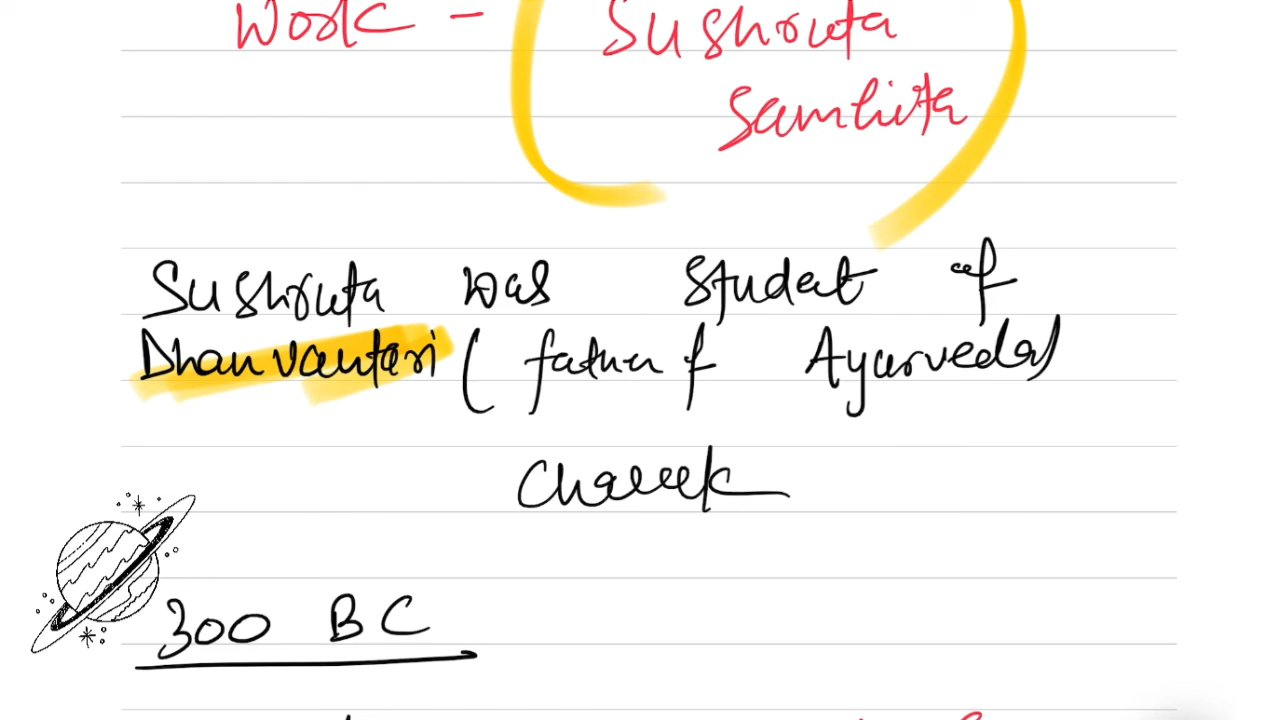 Work - Sushruta
Samhita
Sushruta was student of
Dhanvantari ( father of Ayurveda)
Charak
300 BC